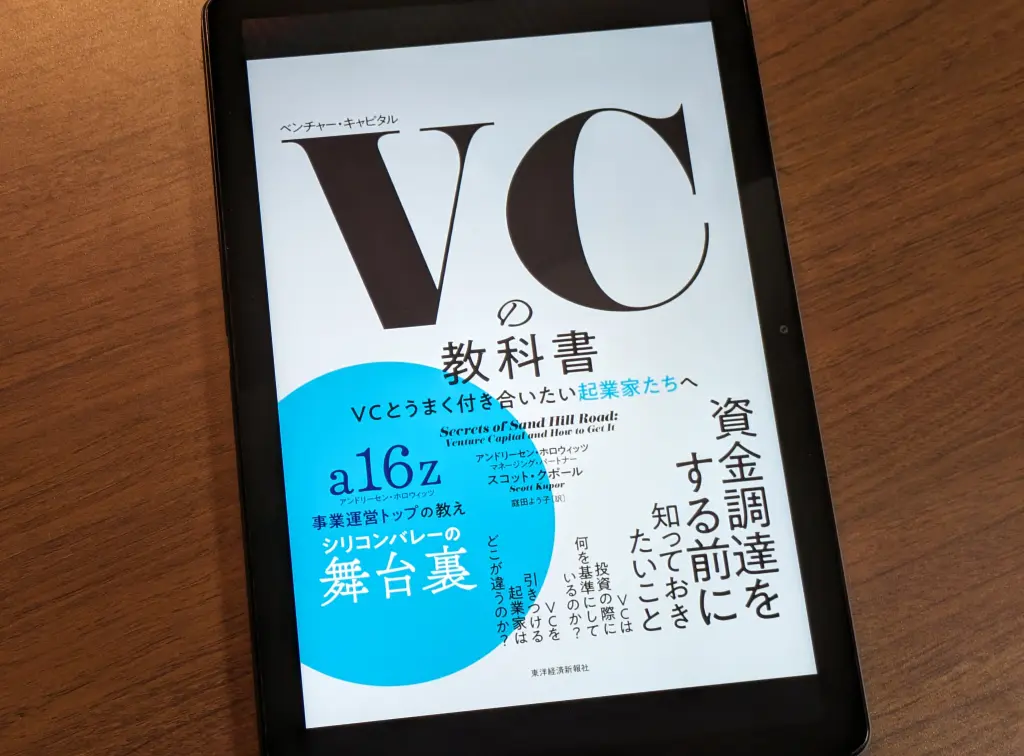 ベンチャー・キャピタル
VC
の
教科書
VCとうまく付き合いたい起業家たちへ
Secrets of Sand Hill Road:
Venture Capital and How to Get It
アンドリーセン・ホロウィッツ
マネージング・パートナー
スコット・クポール
Scott Kupor
庭田よう子[訳]
a16z
アンドリーセン・ホロウィッツ
事業運営トップの教え
シリコンバレーの
舞台裏
資金調達を
する前に
知っておき
たいこと
VCは
投資の際に
何を基準にして
いるのか?
VCを
引きつける
起業家は
どこが違うのか?
東洋経済新報社